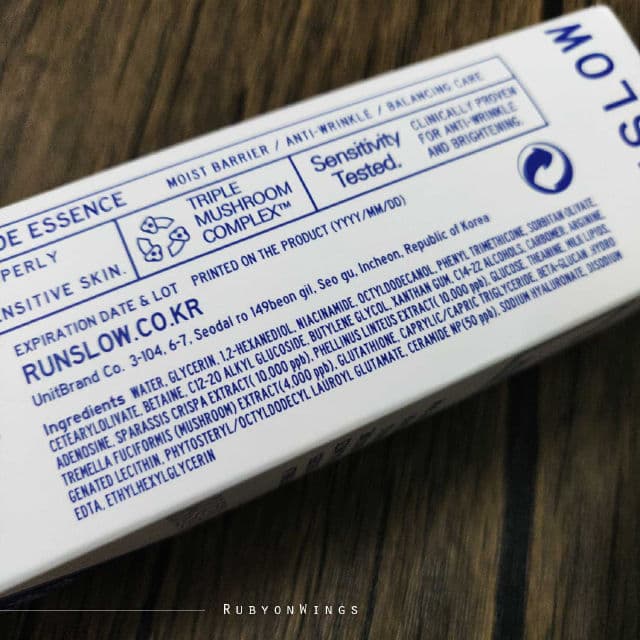 SLOW
MOIST BARRIER / ANTI-WRINKLE / BALANCING CARE
DE ESSENCE
PERLY
ENSITIVE SKIN.
TRIPLE
MUSHROOM
COMPLEX™
Sensitivity
Tested.
CLINICALLY PROVEN
FOR ANTI-WRINKLE
AND BRIGHTENING.
EXPIRATION DATE & LOT PRINTED ON THE PRODUCT (YYYY/MM/DD)
RUNSLOW.CO.KR
UnitBrand Co. 3-104, 6-7, Seodal ro 149beon gil, Seo gu, Incheon, Republic of Korea
Ingredients WATER, GLYCERIN, 1,2-HEXANEDIOL, NIACINAMIDE, OCTYLDODECANOL, PHENYL TRIMETHICONE, SORBITAN OLIVATE,
CETEARYLOLIVATE, BETAINE, C12-20 ALKYL GLUCOSIDE, BUTYLENE GLYCOL, XANTHAN GUM, C14-22 ALCOHOLS, CARBOMER, ARGININE,
ADENOSINE, SPARASSIS CRISPA EXTRACT (10,000 ppb), PHELLINUS LINTEUS EXTRACT (10,000 ppb), GLUCOSE, THEANINE, MILK LIPIDS,
TREMELLA FUCIFORMIS (MUSHROOM) EXTRACT(4,000 ppb), GLUTATHIONE, CAPRYLIC/CAPRIC TRIGLYCERIDE, BETA-GLUCAN, HYDRO
GENATED LECITHIN, PHYTOSTERYL/OCTYLDODECYL LAUROYL GLUTAMATE, CERAMIDE NP(50 ppb), SODIUM HYALURONATE, DISODIUM
EDTA, ETHYLHEXYLGLYCERIN
RUBYONWINGS